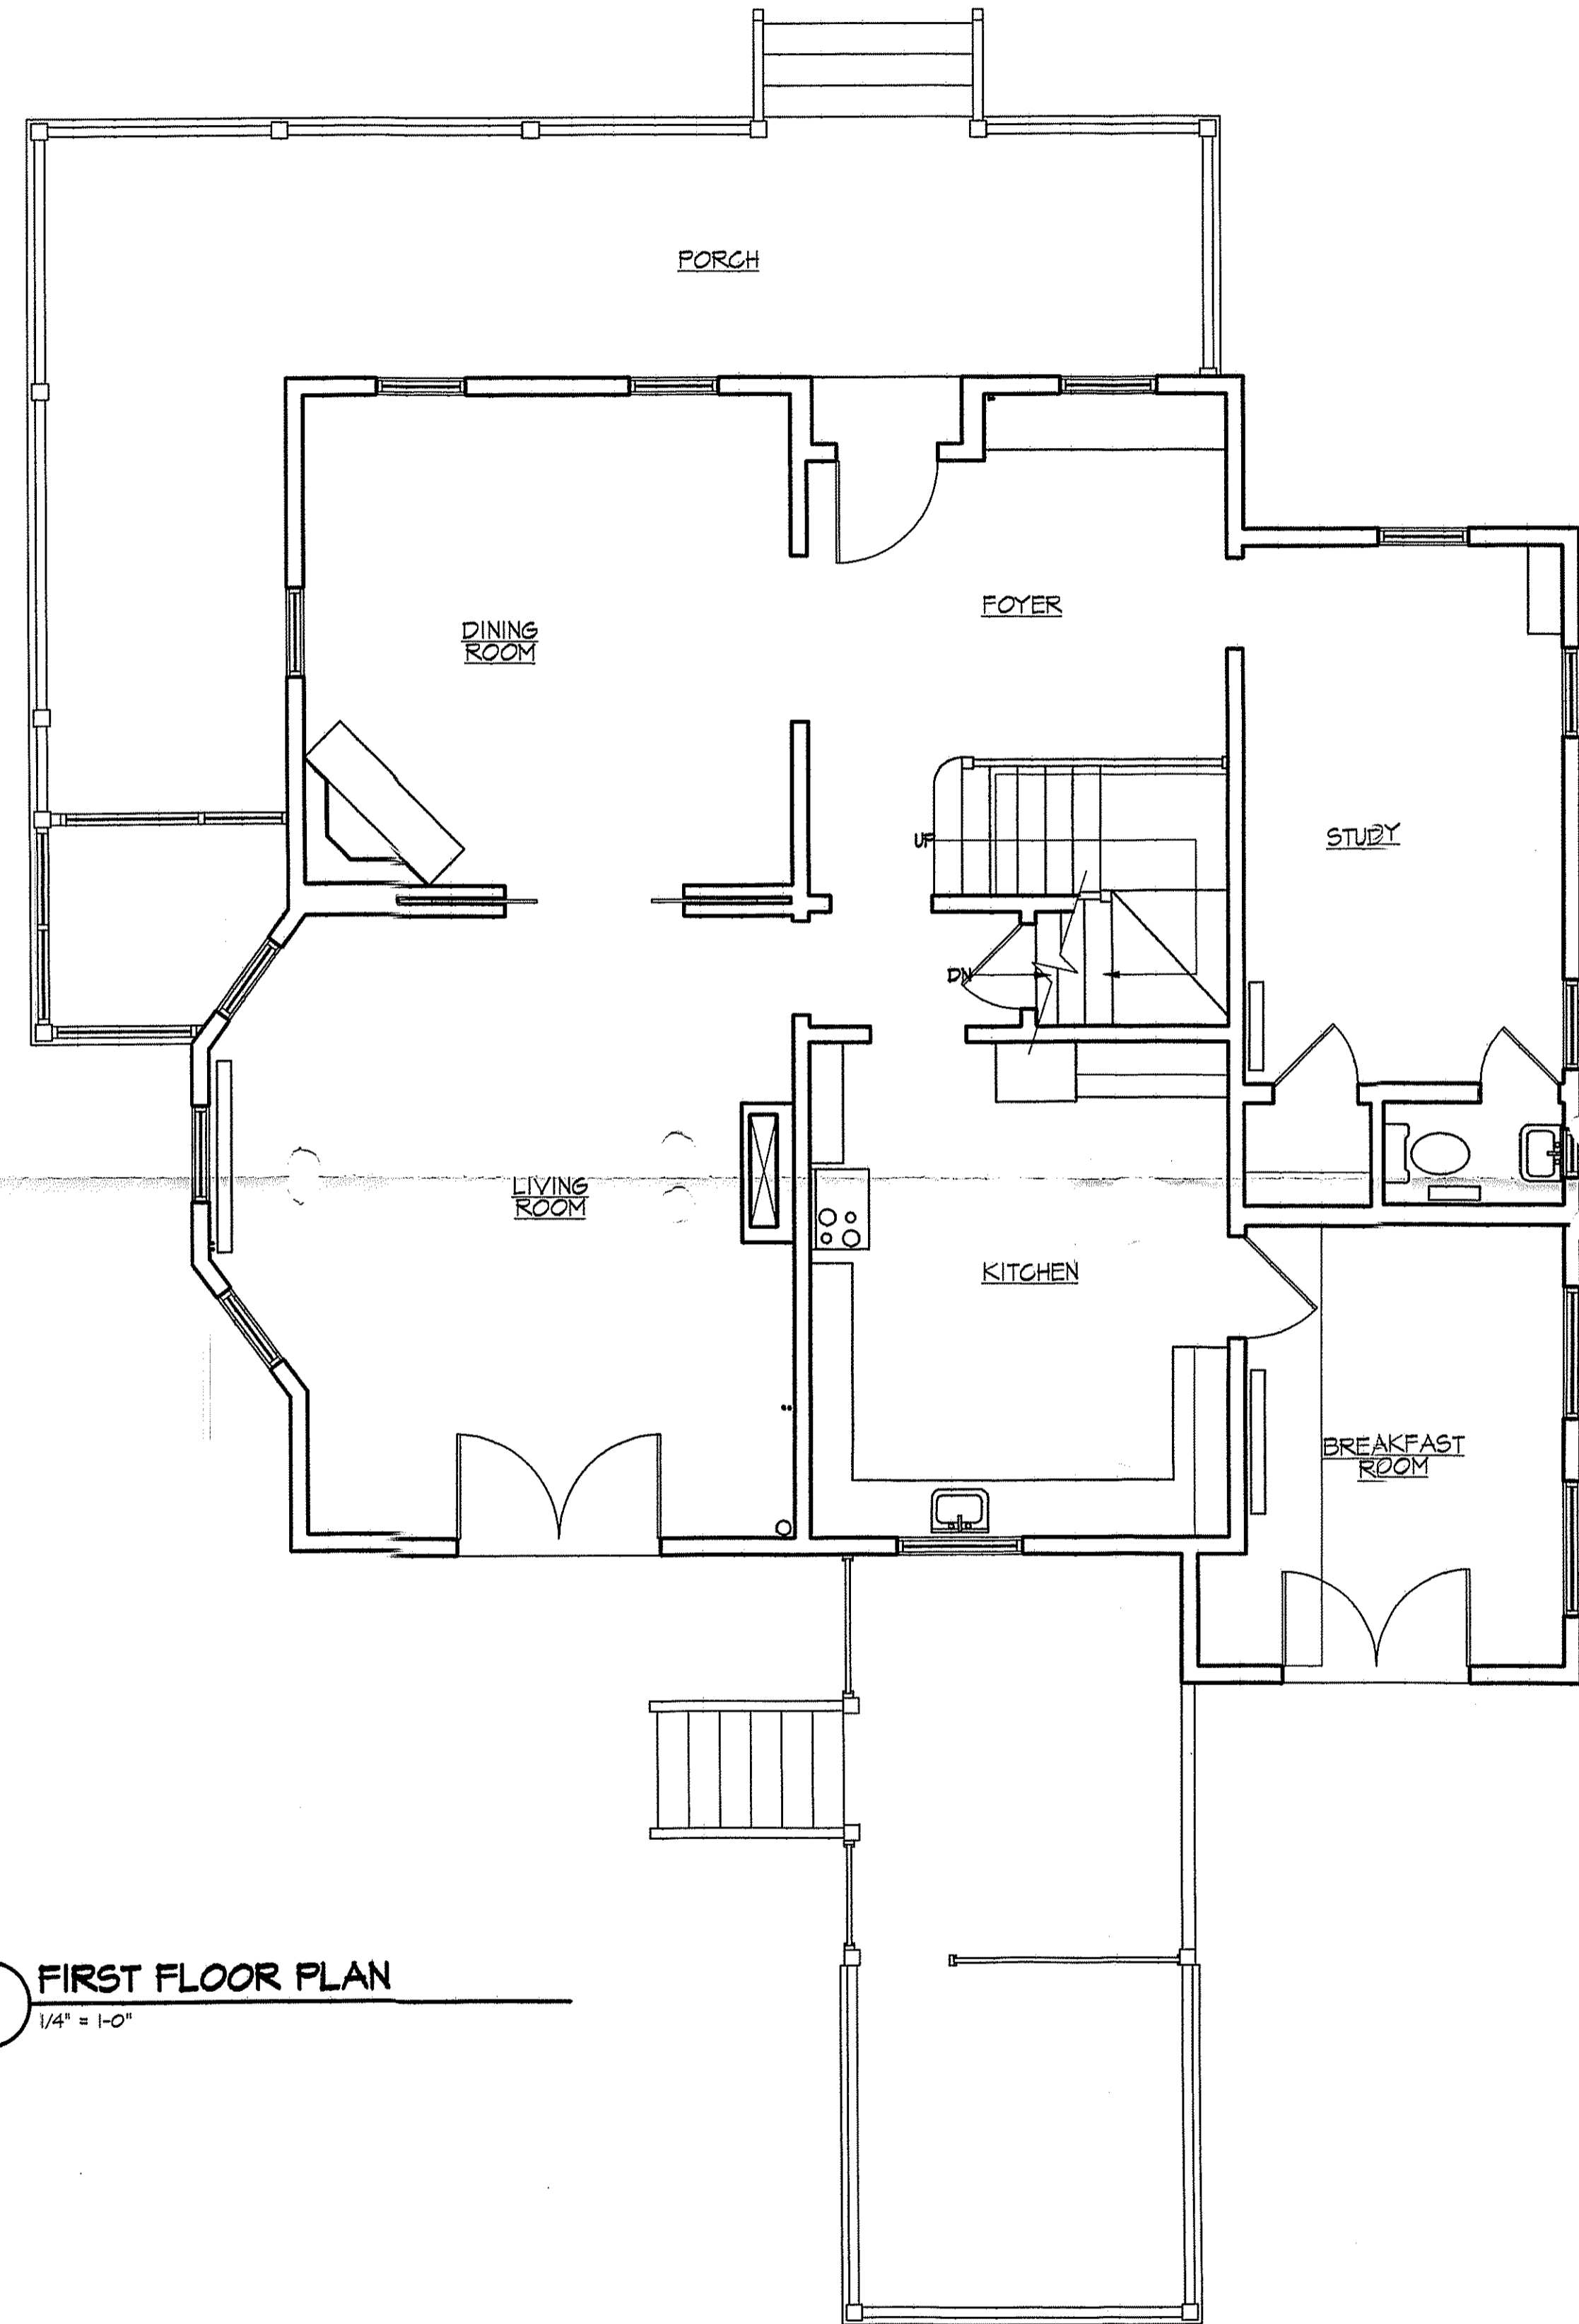 PORCH
FOYER
DINING
ROOM
UP
STUDY
DN
LIVING
ROOM
KITCHEN
BREAKFAST
ROOM
FIRST FLOOR PLAN
1/4" = 1-0"